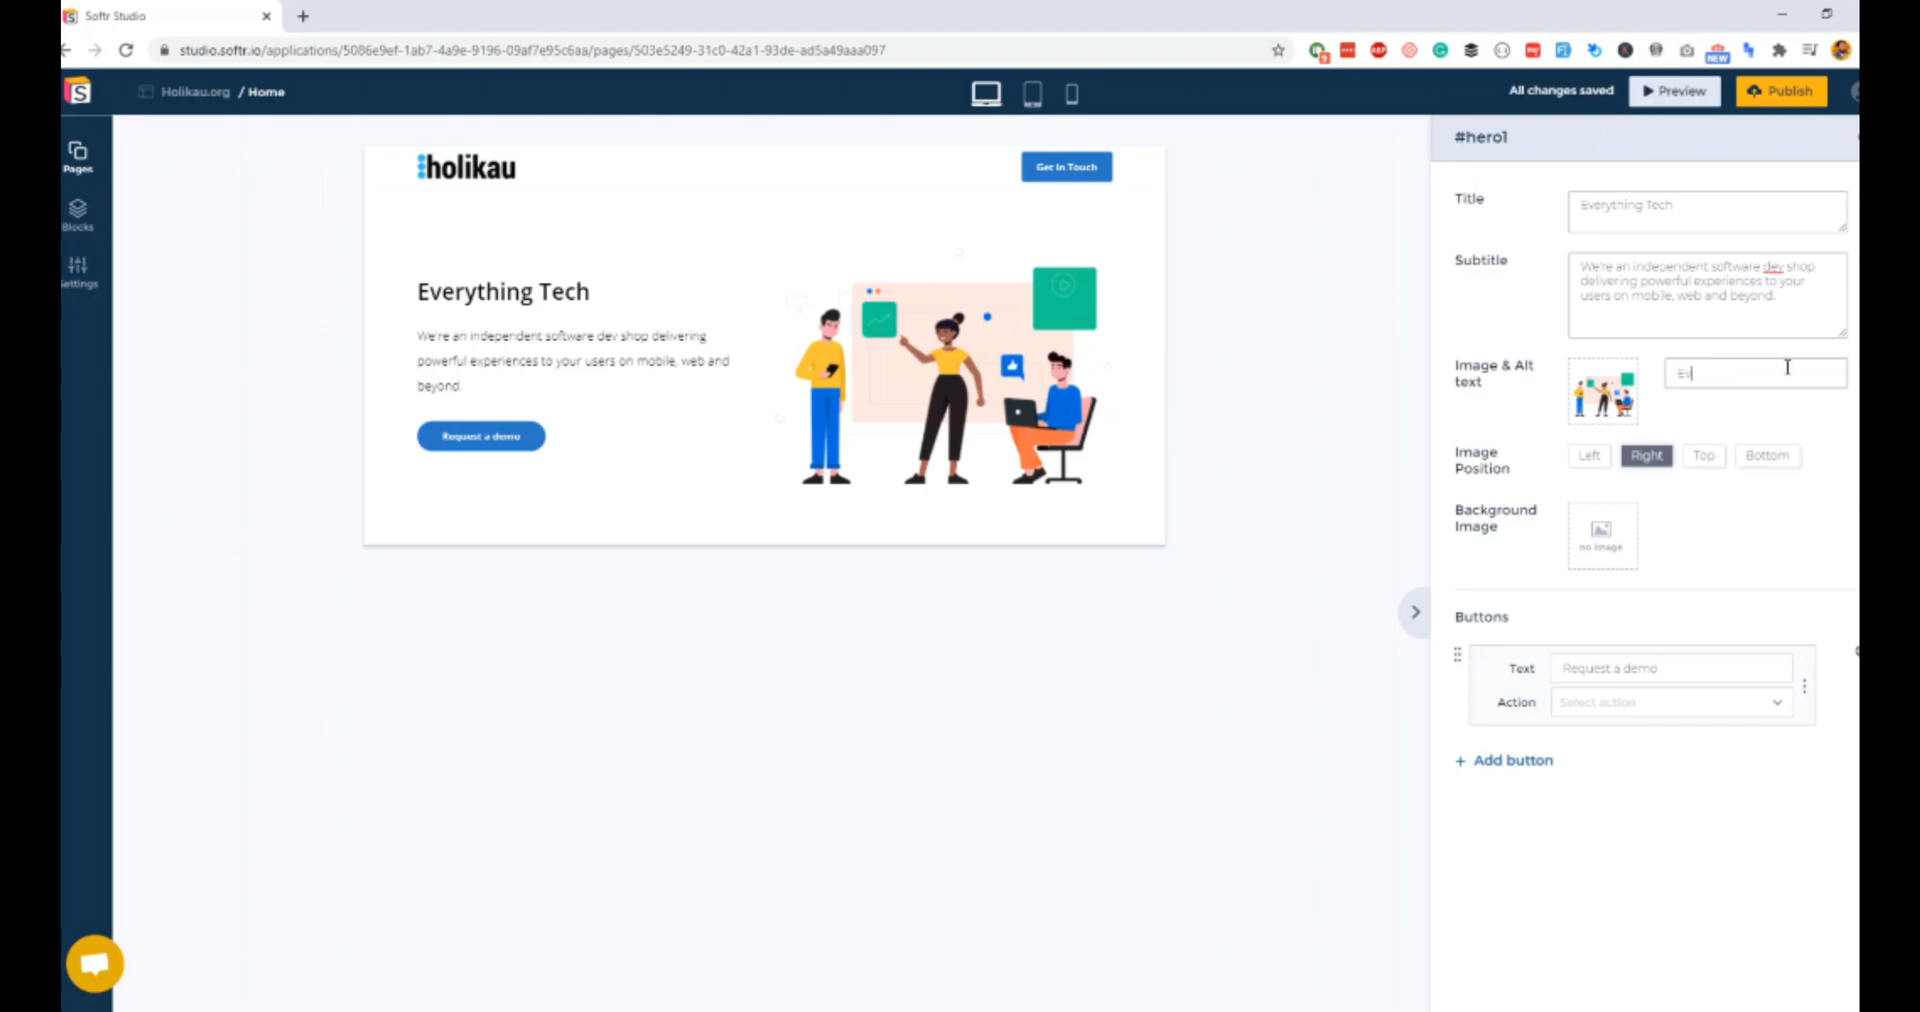 Softr Studio
studio.softr.io/applications/5086e9ef-1ab7-4a9e-9196-09af7e95c6aa/pages/503e5249-31c0-42a1-93de-ad5a49aaa097
NEW
Holikau.org / Home
All changes saved
Preview
Publish
Pages
Blocks
Settings
holikau
Get in Touch
Everything Tech
We're an independent software dev shop delivering
powerful experiences to your users on mobile, web and
beyond.
Request a demo
#hero1
Title
Everything Tech
Subtitle
We're an independent software dev shop
delivering powerful experiences to your
users on mobile, web and beyond.
Image & Alt
text
Ev
Image
Position
Left
Right
Top
Bottom
Background
Image
no image
Buttons
Text
Request a demo
Action
Select action
+ Add button